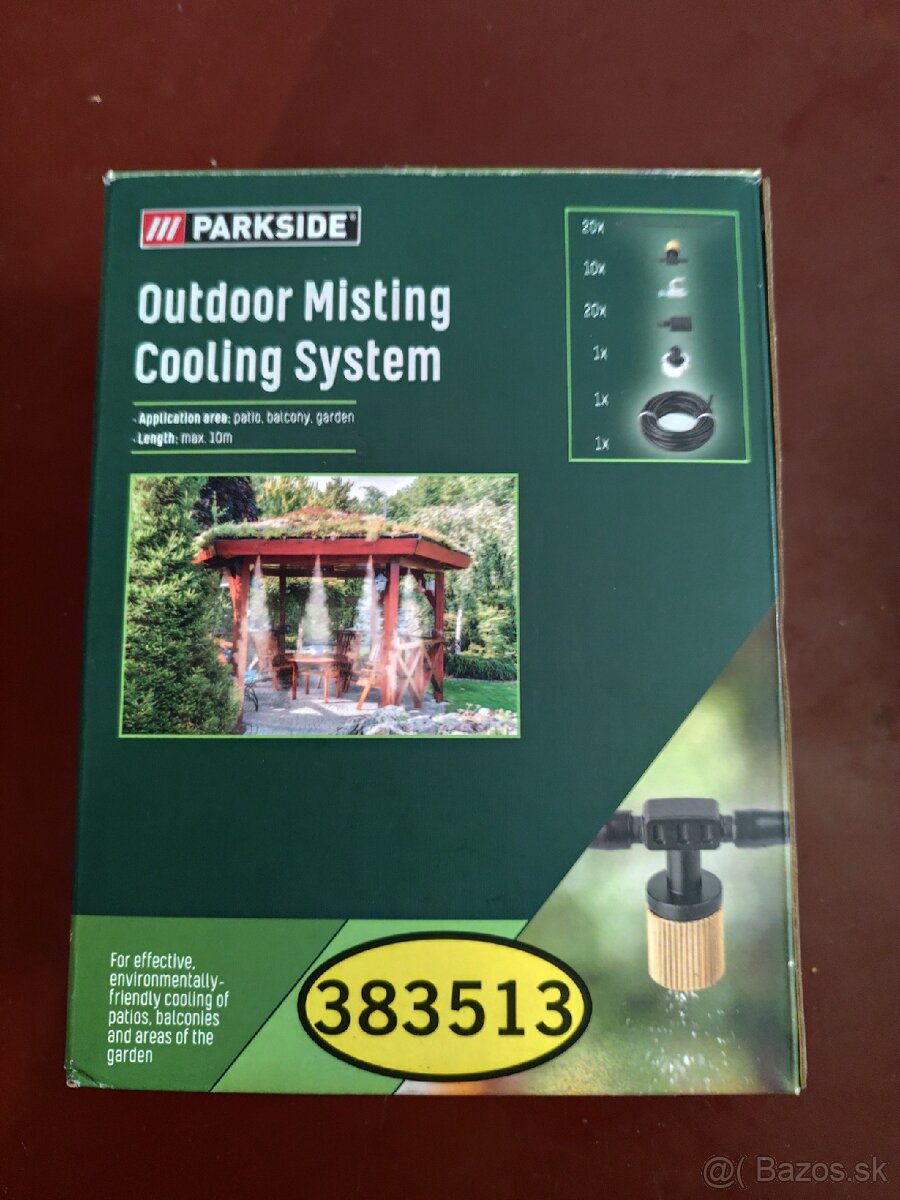 /// PARKSIDE®
Outdoor Misting
Cooling System
- Application area: patio, balcony, garden
- Length: max. 10m
20x
10x
20x
1x
1x
1x
For effective,
environmentally-
friendly cooling of
patios, balconies
and areas of the
garden
383513
@( Bazos.sk